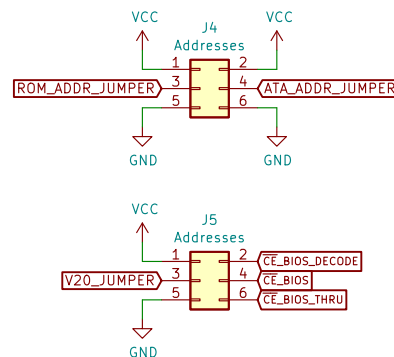 VCC
VCC
J4
Addresses
1
2
ROM_ADDR_JUMPER
3
4
ATA_ADDR_JUMPER
5
6
GND
GND
VCC
J5
Addresses
1
2
CE_BIOS_DECODE
V20_JUMPER
3
4
CE_BIOS
5
6
CE_BIOS_THRU
GND